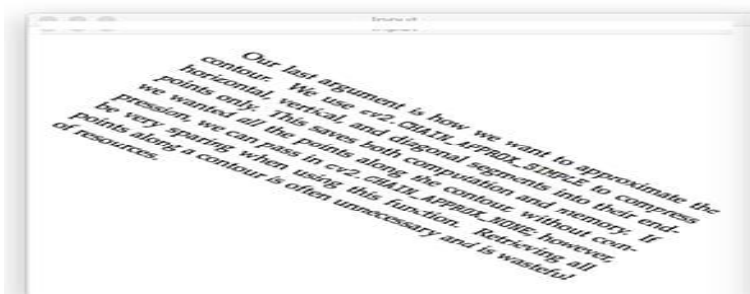 Input
Our last argument is how we want to approximate the
contour. We use cv2.CHAIN_APPROX_SIMPLE to compress
horizontal, vertical, and diagonal segments into their end-
points only. This saves both computation and memory. If
we wanted all the points along the contour, without com-
pression, we can pass in cv2.CHAIN_APPROX_NONE; however,
be very sparing when using this function. Retrieving all
points along a contour is often unnecessary and is wasteful
of resources.